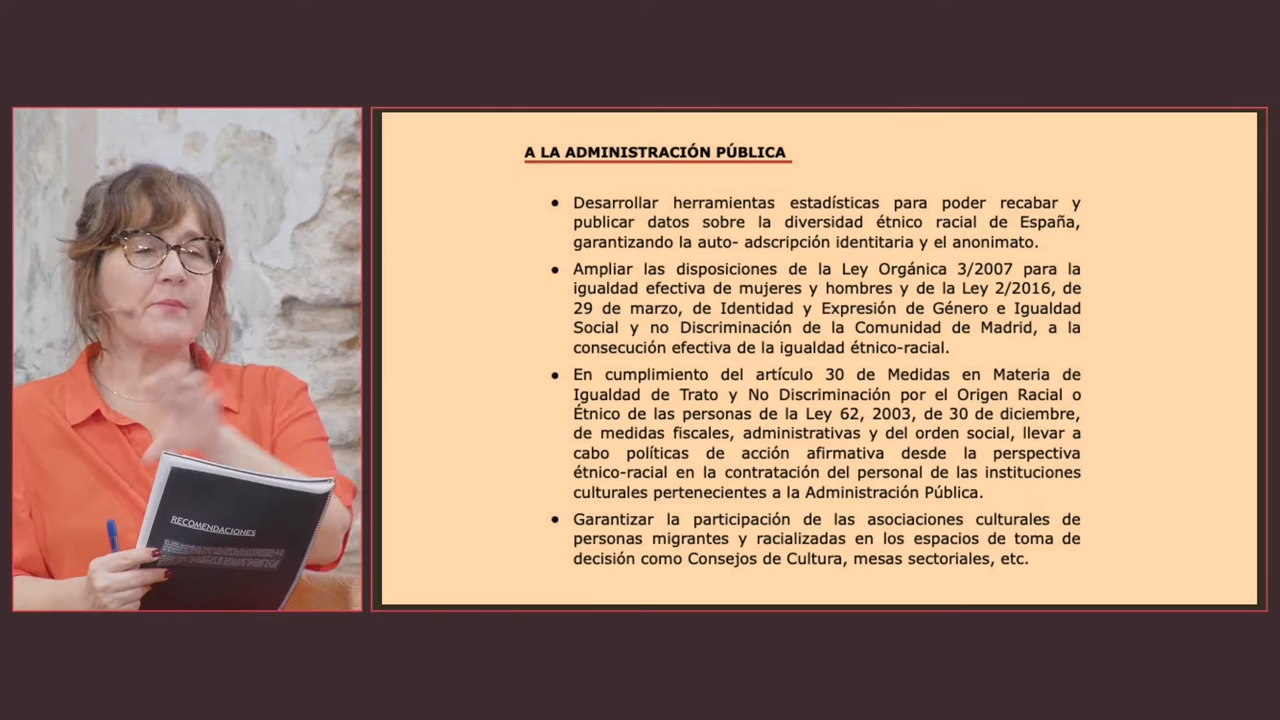 A LA ADMINISTRACIÓN PÚBLICA
● Desarrollar herramientas estadísticas para poder recabar y
publicar datos sobre la diversidad étnico racial de España,
garantizando la auto- adscripción identitaria y el anonimato.
● Ampliar las disposiciones de la Ley Orgánica 3/2007 para la
igualdad efectiva de mujeres y hombres y de la Ley 2/2016, de
29 de marzo, de Identidad y Expresión de Género e Igualdad
Social y no Discriminación de la Comunidad de Madrid, a la
consecución efectiva de la igualdad étnico-racial.
● En cumplimiento del artículo 30 de Medidas en Materia de
Igualdad de Trato y No Discriminación por el Origen Racial o
Étnico de las personas de la Ley 62, 2003, de 30 de diciembre,
de medidas fiscales, administrativas y del orden social, llevar a
cabo políticas de acción afirmativa desde la perspectiva
étnico-racial en la contratación del personal de las instituciones
culturales pertenecientes a la Administración Pública.
● Garantizar la participación de las asociaciones culturales de
personas migrantes y racializadas en los espacios de toma de
decisión como Consejos de Cultura, mesas sectoriales, etc.
RECOMENDACIONES